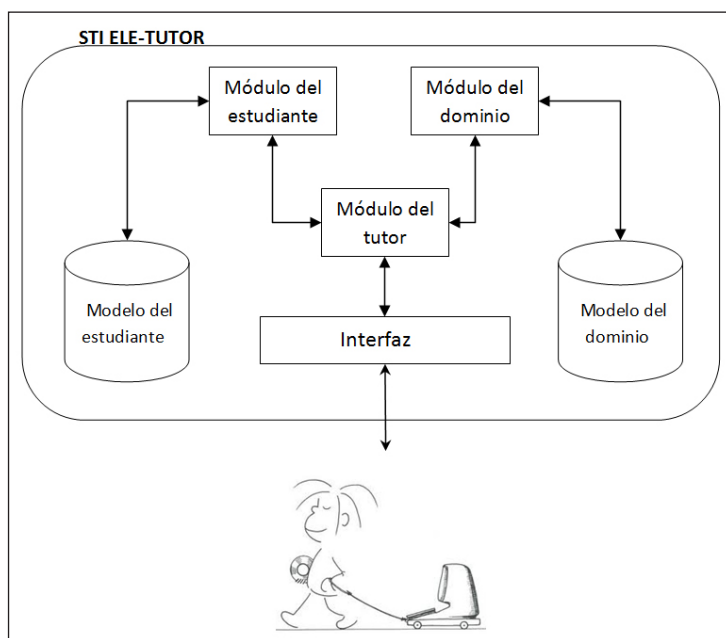 STI ELE-TUTOR
Módulo del
estudiante
Módulo del
dominio
Módulo del
tutor
Modelo del
estudiante
Interfaz
Modelo del
dominio